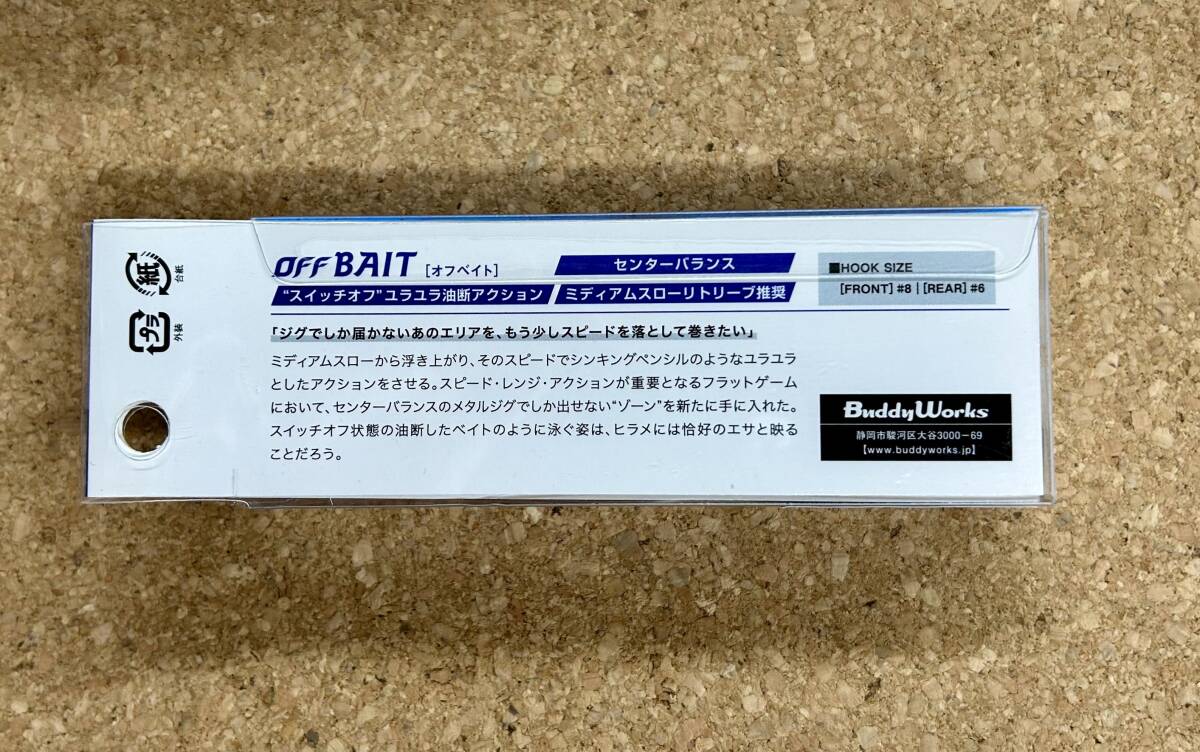 紙
台紙
プラ
外装
OFF BAIT [オフベイト]
センターバランス
"スイッチオフ"ユラユラ油断アクション
ミディアムスローリトリーブ推奨
■HOOK SIZE
[FRONT] #8 | [REAR] #6
「ジグでしか届かないあのエリアを、もう少しスピードを落として巻きたい」
ミディアムスローから浮き上がり、そのスピードでシンキングペンシルのようなユラユラ
としたアクションをさせる。スピード・レンジ・アクションが重要となるフラットゲーム
において、センターバランスのメタルジグでしか出せない"ゾーン"を新たに手に入れた。
スイッチオフ状態の油断したベイトのように泳ぐ姿は、ヒラメには恰好のエサと映る
ことだろう。
BuddyWorks
静岡市駿河区大谷3000-69
【www.buddyworks.jp】